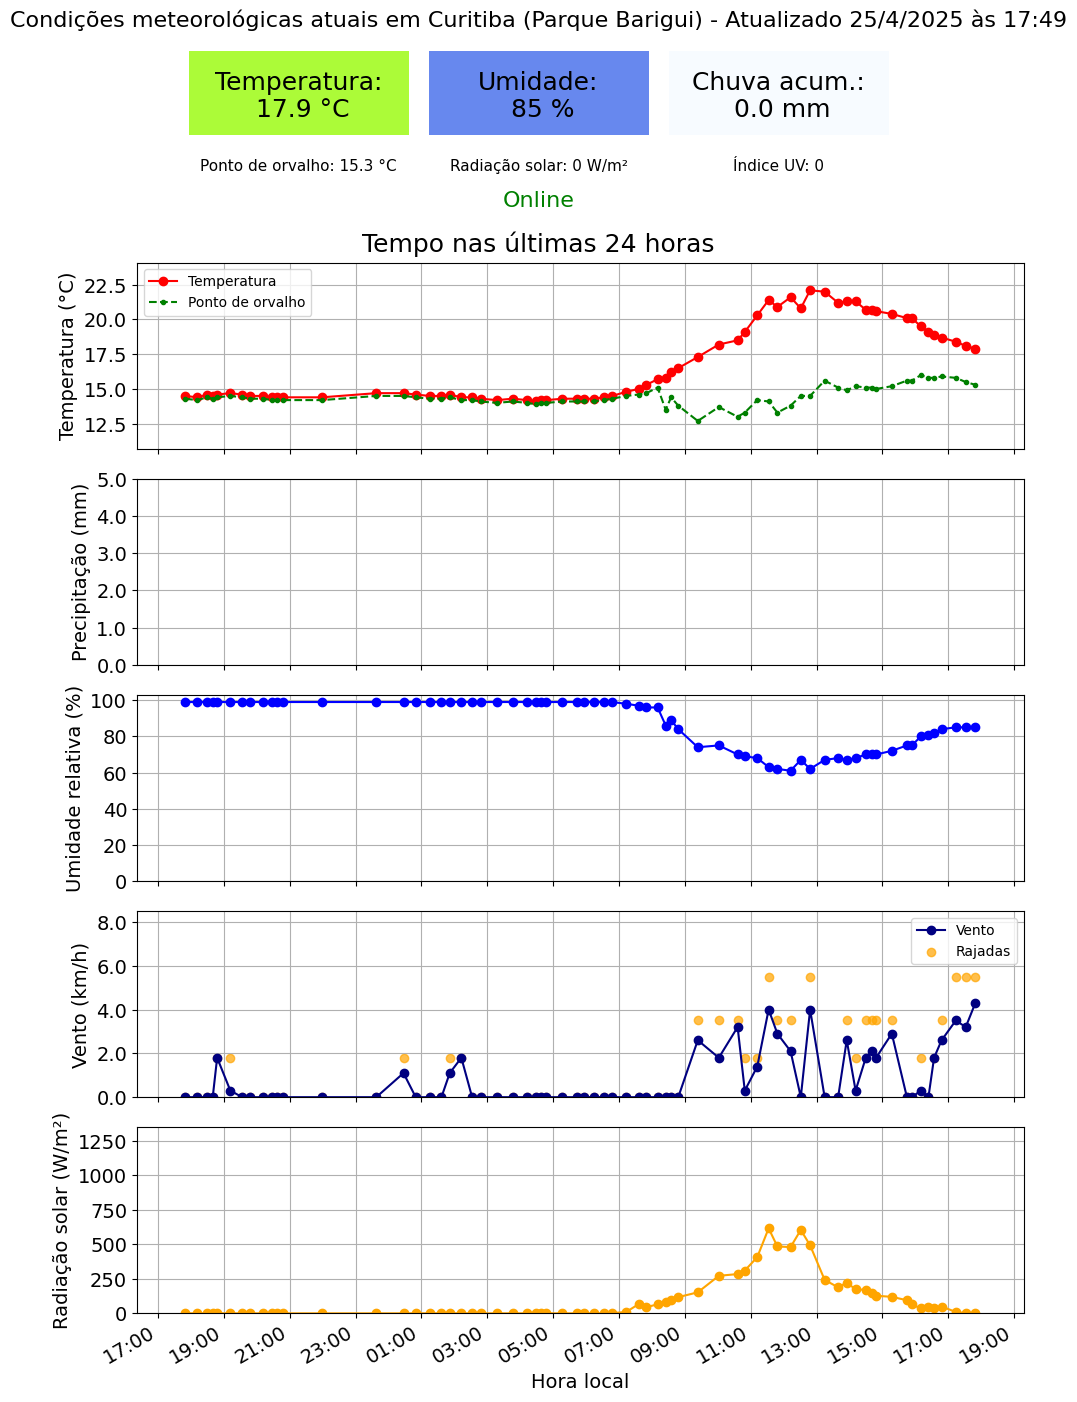 Condições meteorológicas atuais em Curitiba (Parque Barigui) - Atualizado 25/4/2025 às 17:49
Temperatura:
17.9 °C
Umidade:
85 %
Chuva acum.:
0.0 mm
Ponto de orvalho: 15.3 °C
Radiação solar: 0 W/m²
Índice UV: 0
Online
Tempo nas últimas 24 horas
Temperatura (°C)
22.5
20.0
17.5
15.0
12.5
Temperatura
Ponto de orvalho
Precipitação (mm)
5.0
4.0
3.0
2.0
1.0
0.0
Umidade relativa (%)
100
80
60
40
20
0
Vento (km/h)
8.0
6.0
4.0
2.0
0.0
Vento
Rajadas
Radiação solar (W/m²)
1250
1000
750
500
250
0
17:00
19:00
21:00
23:00
01:00
03:00
05:00
07:00
09:00
11:00
13:00
15:00
17:00
19:00
Hora local